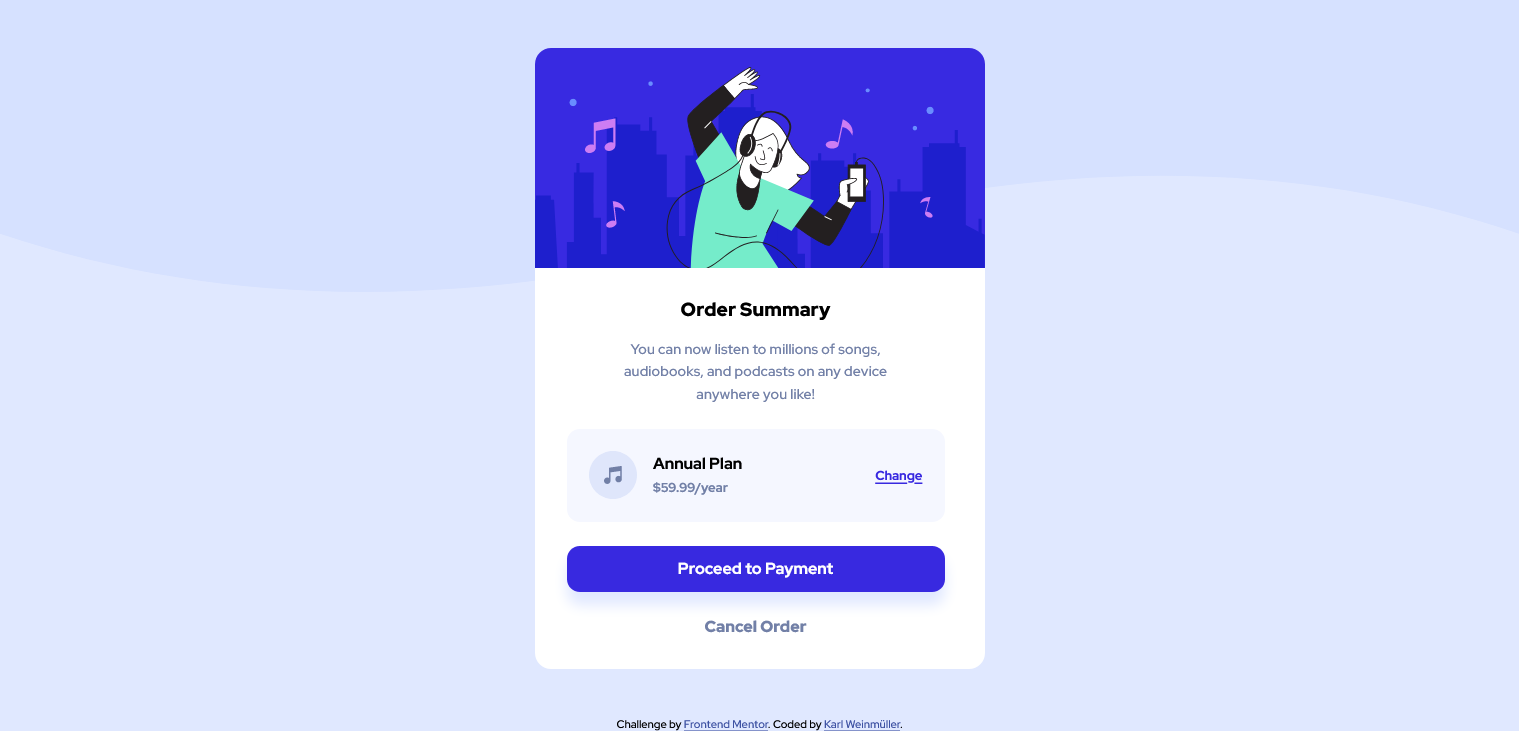 Order Summary
You can now listen to millions of songs,
audiobooks, and podcasts on any device
anywhere you like!
Annual Plan
$59.99/year
Change
Proceed to Payment
Cancel Order
Challenge by Frontend Mentor. Coded by Karl Weinmüller.